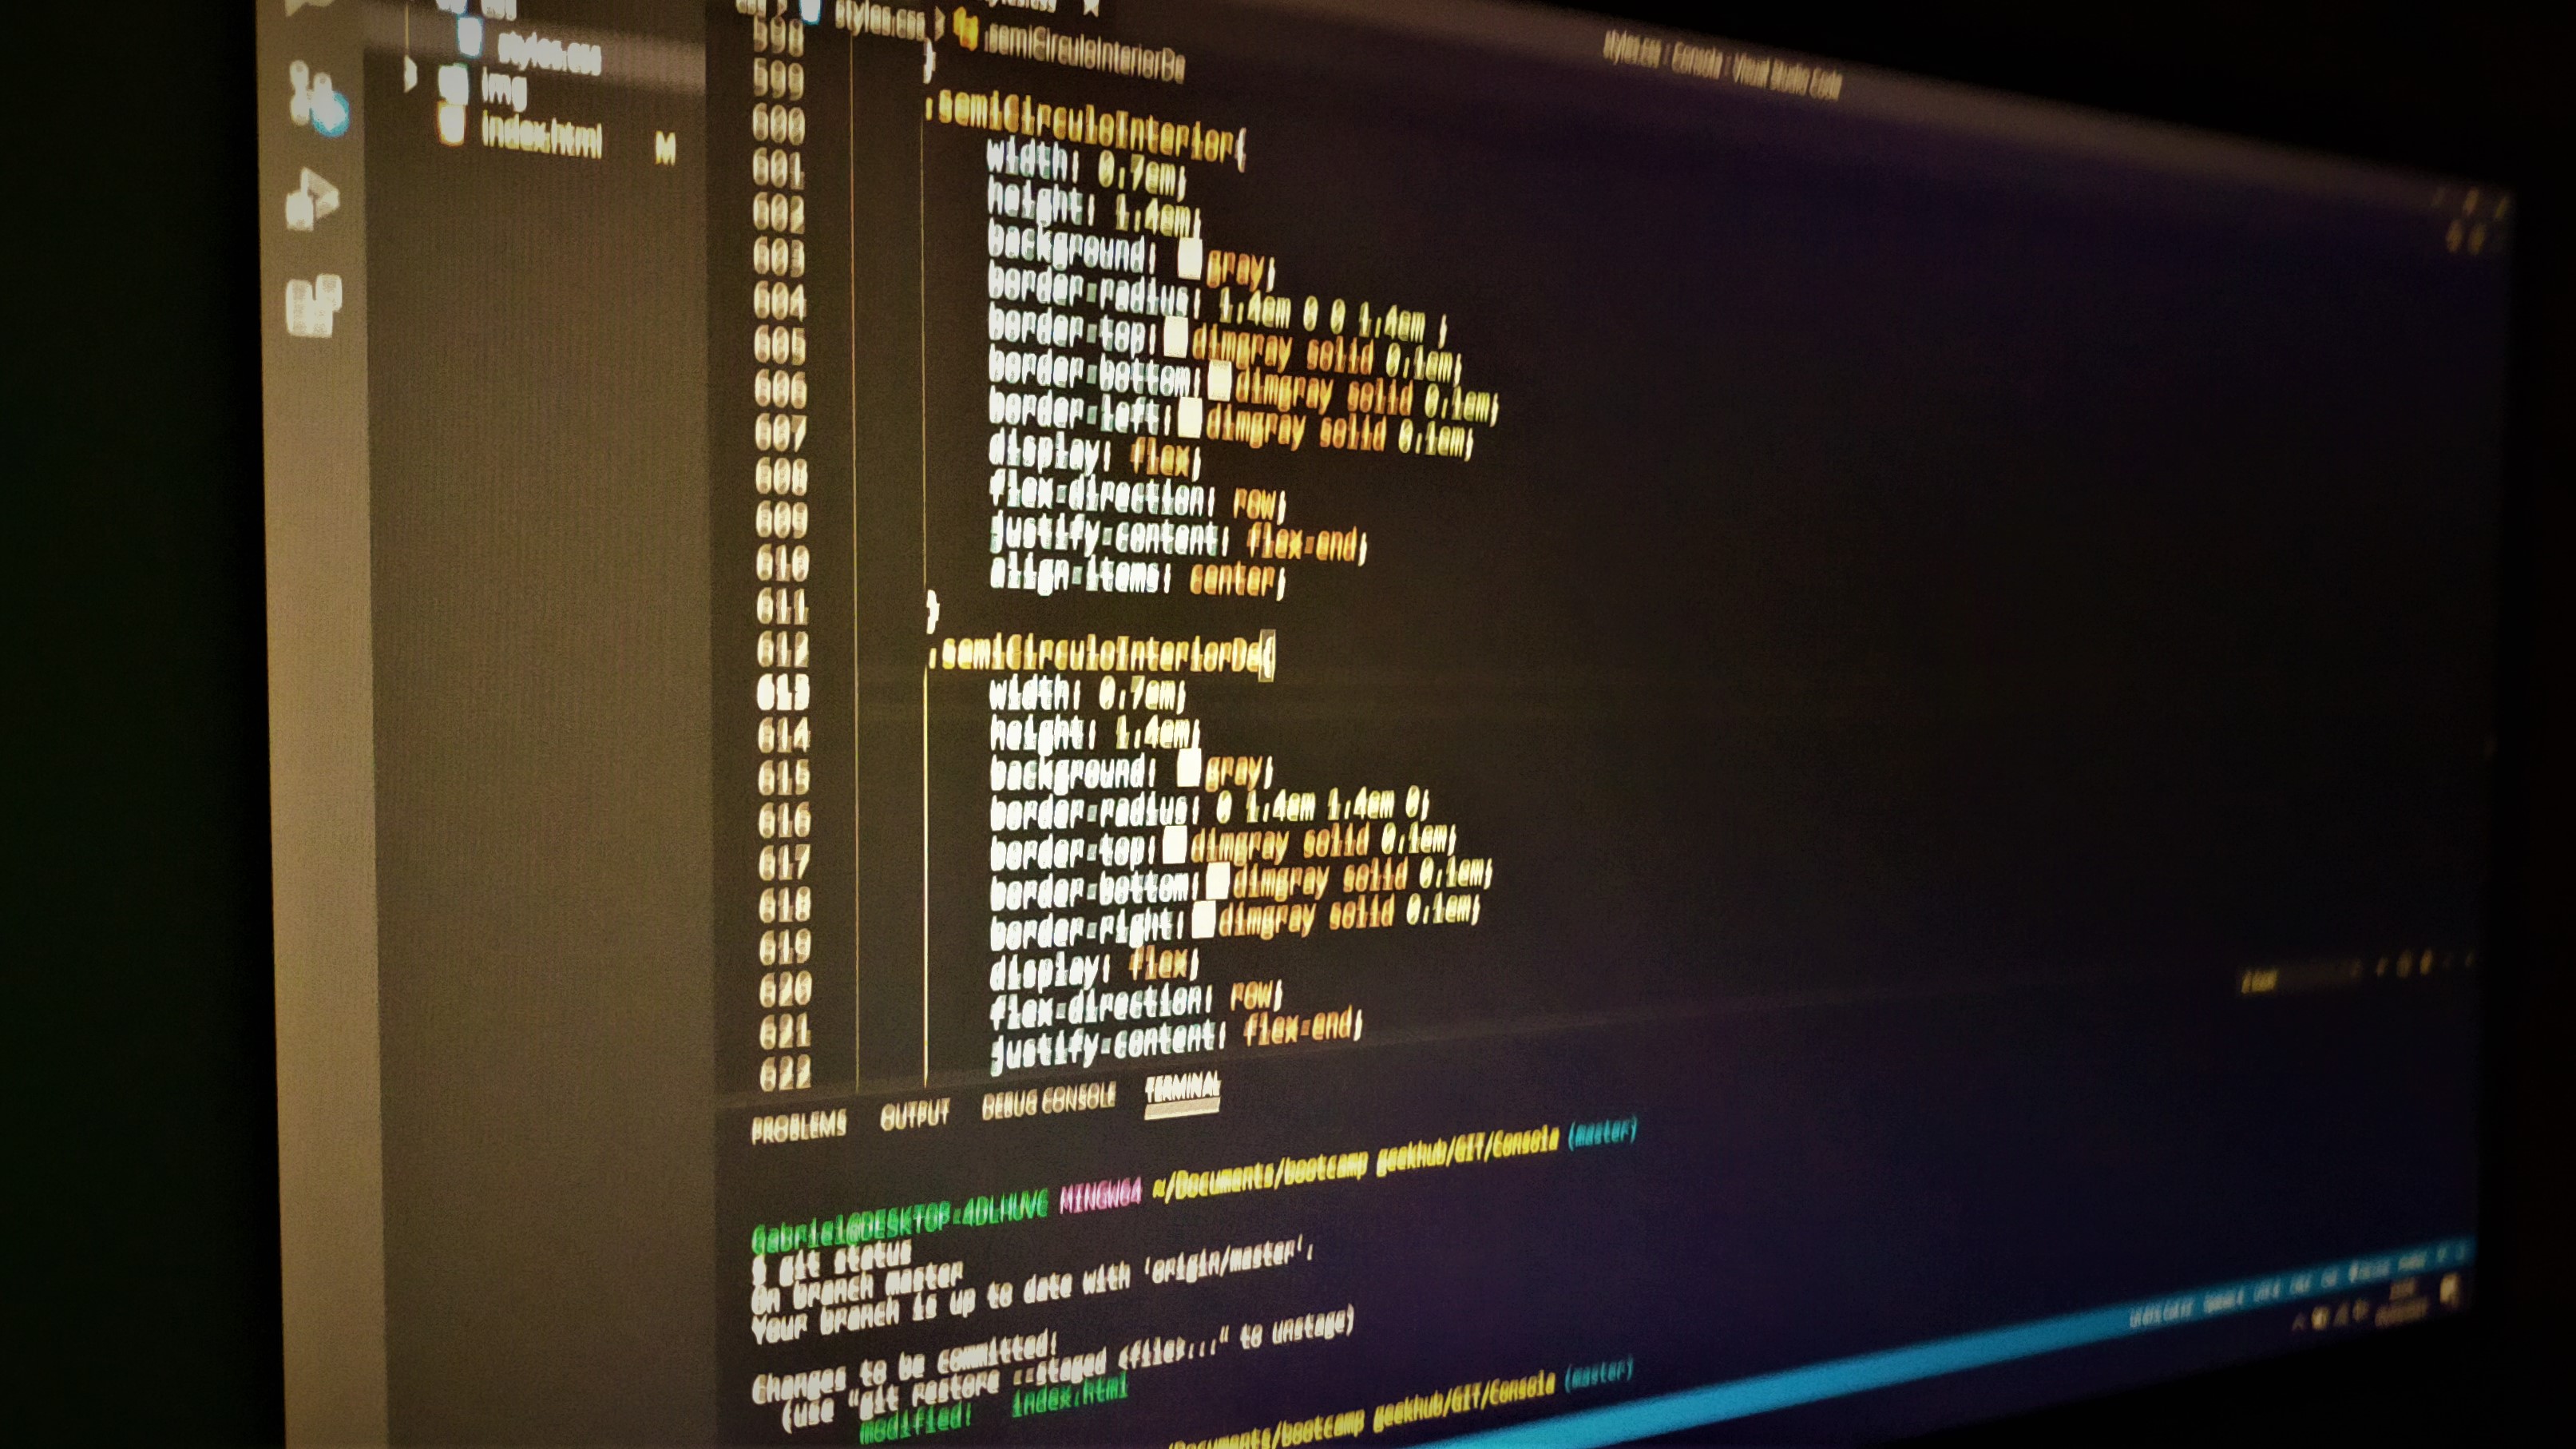 styles.css - Consola - Visual Studio Code
styles.css
img
index.html M
styles.css > .semiCirculoInteriorDe
598
599 }
600 .semiCirculoInterior{
601 width: 0.7em;
602 height: 1.4em;
603 background: gray;
604 border-radius: 1.4em 0 0 1.4em ;
605 border-top: dimgray solid 0.1em;
606 border-bottom: dimgray solid 0.1em;
607 border-left: dimgray solid 0.1em;
608 display: flex;
609 flex-direction: row;
610 justify-content: flex-end;
611 align-items: center;
612 }
613 .semiCirculoInteriorDe{
614 width: 0.7em;
615 height: 1.4em;
616 background: gray;
617 border-radius: 0 1.4em 1.4em 0;
618 border-top: dimgray solid 0.1em;
619 border-bottom: dimgray solid 0.1em;
620 border-right: dimgray solid 0.1em;
621 display: flex;
622 flex-direction: row;
justify-content: flex-end;
PROBLEMS OUTPUT DEBUG CONSOLE TERMINAL
Gabriel@DESKTOP-4DLHUVC MINGW64 ~/Documents/bootcamp geekhub/GIT/Consola (master)
$ git status
On branch master
Your branch is up to date with 'origin/master'.
Changes to be committed:
(use "git restore --staged <file>..." to unstage)
modified: index.html
/Documents/bootcamp geekhub/GIT/Consola (master)